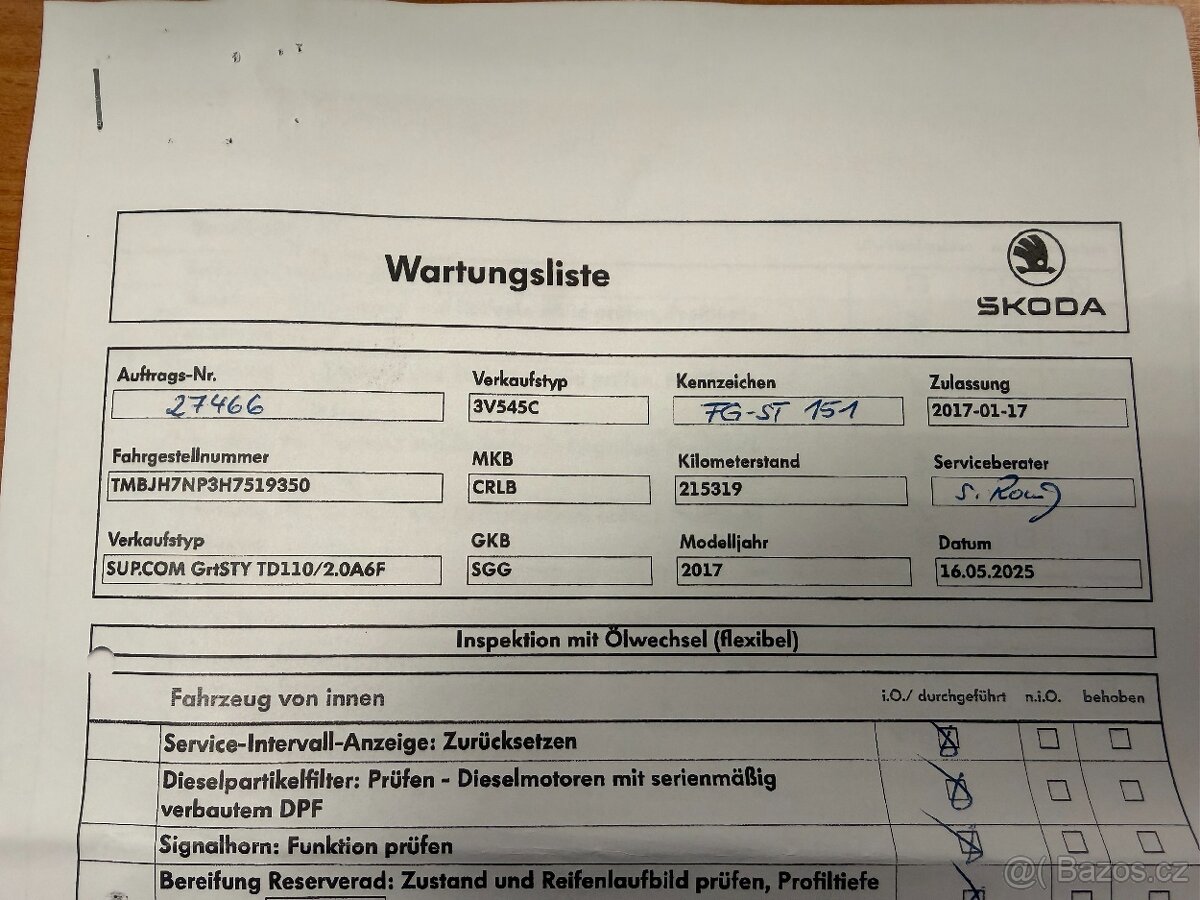 Wartungsliste
SKODA
Auftrags-Nr. Verkaufstyp Kennzeichen Zulassung
27466 3V545C FG-ST 151 2017-01-17
Fahrgestellnummer MKB Kilometerstand Serviceberater
TMBJH7NP3H7519350 CRLB 215319 S.
Verkaufstyp GKB Modelljahr Datum
SUP.COM GrtSTY TD110/2.0A6F SGG 2017 16.05.2025
Inspektion mit Ölwechsel (flexibel)
Fahrzeug von innen i.O./ durchgeführt n.i.O. behoben
Service-Intervall-Anzeige: Zurücksetzen
Dieselpartikelfilter: Prüfen - Dieselmotoren mit serienmäßig
verbautem DPF
Signalhorn: Funktion prüfen
Bereifung Reserverad: Zustand und Reifenlaufbild prüfen, Profiltiefe
@( Bazos.cz